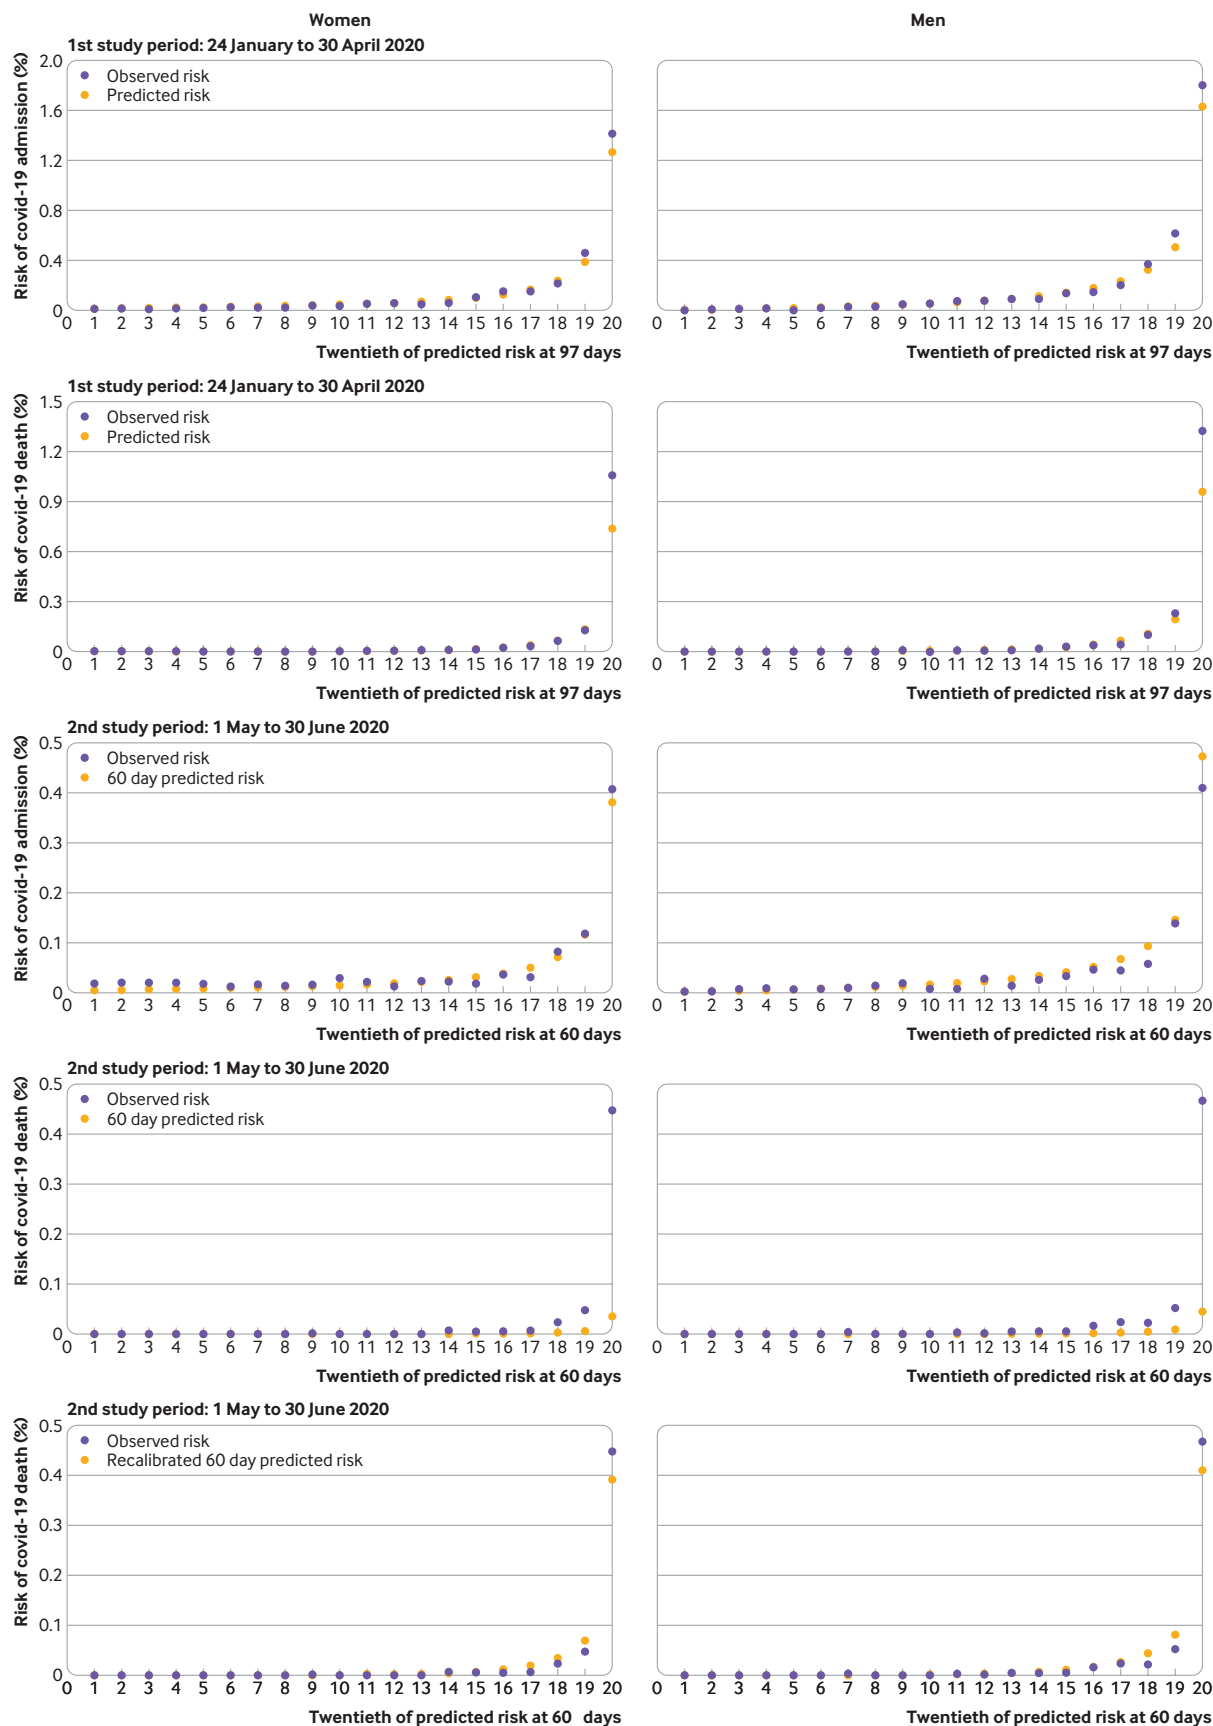 Women
Men
1st study period: 24 January to 30 April 2020
Risk of covid-19 admission (%)
2.0
1.6
1.2
0.8
0.4
0
Observed risk
Predicted risk
0 1 2 3 4 5 6 7 8 9 10 11 12 13 14 15 16 17 18 19 20
0 1 2 3 4 5 6 7 8 9 10 11 12 13 14 15 16 17 18 19 20
Twentieth of predicted risk at 97 days
Twentieth of predicted risk at 97 days
1st study period: 24 January to 30 April 2020
Risk of covid-19 death (%)
1.5
1.2
0.9
0.6
0.3
0
Observed risk
Predicted risk
0 1 2 3 4 5 6 7 8 9 10 11 12 13 14 15 16 17 18 19 20
0 1 2 3 4 5 6 7 8 9 10 11 12 13 14 15 16 17 18 19 20
Twentieth of predicted risk at 97 days
Twentieth of predicted risk at 97 days
2nd study period: 1 May to 30 June 2020
Risk of covid-19 admission (%)
0.5
0.4
0.3
0.2
0.1
0
Observed risk
60 day predicted risk
0 1 2 3 4 5 6 7 8 9 10 11 12 13 14 15 16 17 18 19 20
0 1 2 3 4 5 6 7 8 9 10 11 12 13 14 15 16 17 18 19 20
Twentieth of predicted risk at 60 days
Twentieth of predicted risk at 60 days
2nd study period: 1 May to 30 June 2020
Risk of covid-19 death (%)
0.5
0.4
0.3
0.2
0.1
0
Observed risk
60 day predicted risk
0 1 2 3 4 5 6 7 8 9 10 11 12 13 14 15 16 17 18 19 20
0 1 2 3 4 5 6 7 8 9 10 11 12 13 14 15 16 17 18 19 20
Twentieth of predicted risk at 60 days
Twentieth of predicted risk at 60 days
2nd study period: 1 May to 30 June 2020
Risk of covid-19 death (%)
0.5
0.4
0.3
0.2
0.1
0
Observed risk
Recalibrated 60 day predicted risk
0 1 2 3 4 5 6 7 8 9 10 11 12 13 14 15 16 17 18 19 20
0 1 2 3 4 5 6 7 8 9 10 11 12 13 14 15 16 17 18 19 20
Twentieth of predicted risk at 60 days
Twentieth of predicted risk at 60 days